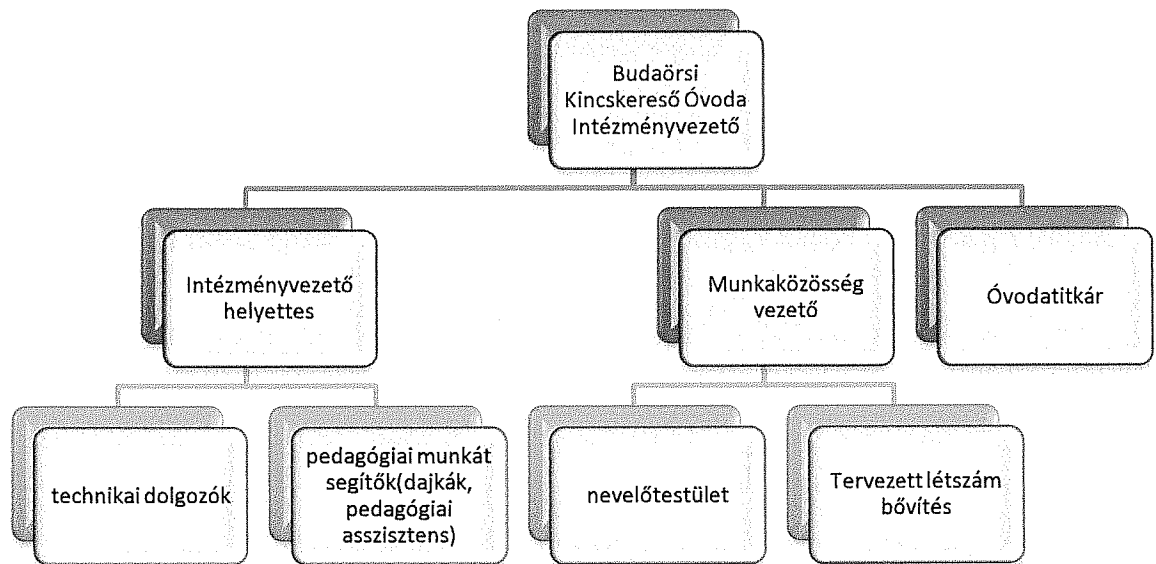 Budaörsi
Kincskereső Óvoda
Intézményvezető
Intézményvezető
helyettes
Munkaközösség
vezető
Óvodatitkár
technikai dolgozók
pedagógiai munkát
segítők(dajkák,
pedagógiai
asszisztens)
nevelőtestület
Tervezett létszám
bővítés